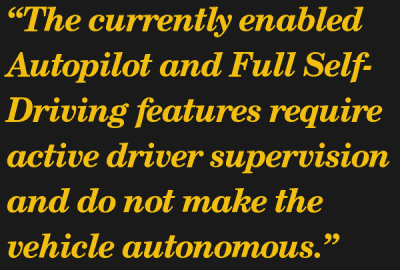 “The currently enabled
Autopilot and Full Self-
Driving features require
active driver supervision
and do not make the
vehicle autonomous.”